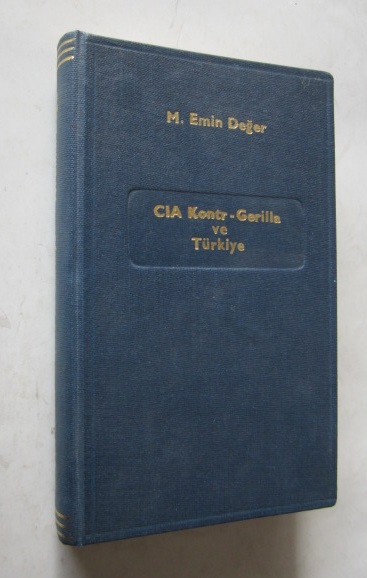 M. Emin Değer
CIA Kontr-Gerilla
ve
Türkiye